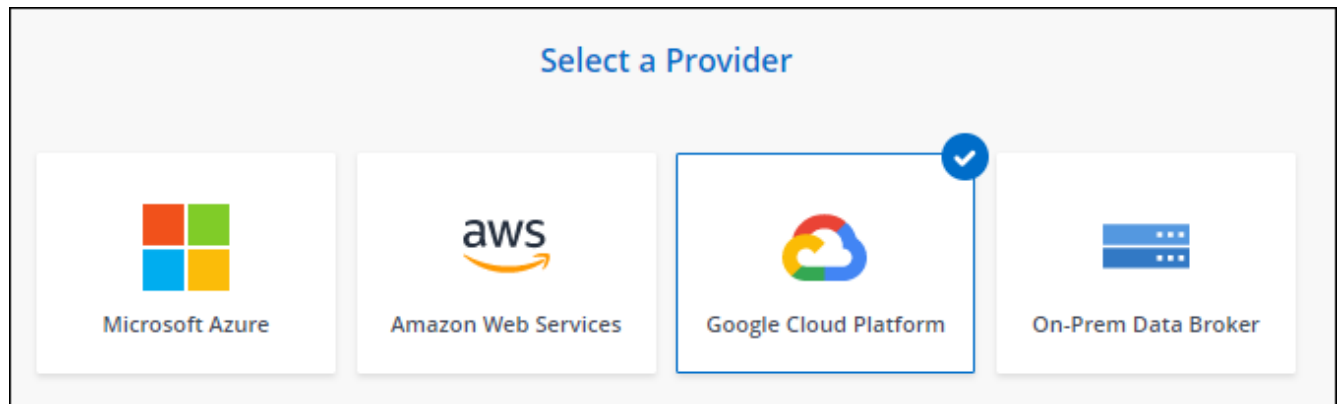 Select a Provider
aws
Microsoft Azure
Amazon Web Services
Google Cloud Platform
On-Prem Data Broker